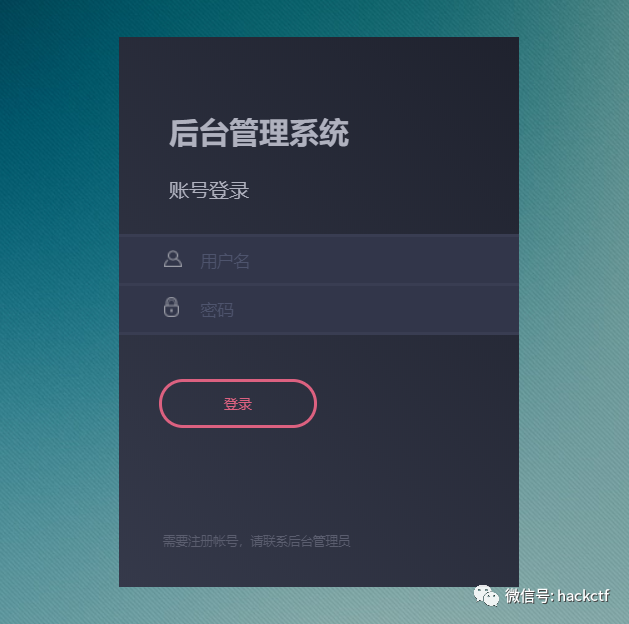 后台管理系统
账号登录
用户名
密码
登录
需要注册帐号，请联系后台管理员
微信号: hackctf